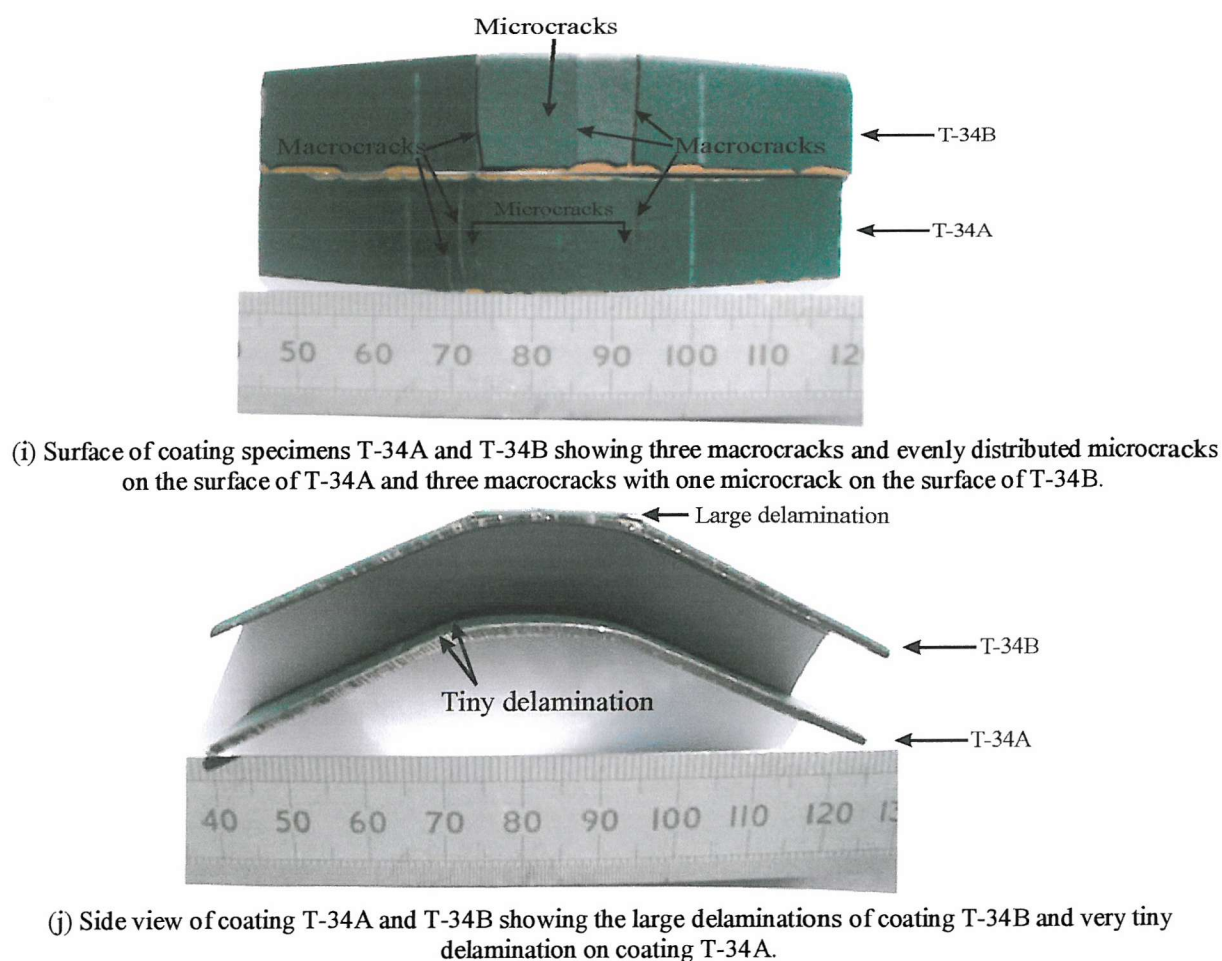 Microcracks
Macrocracks
Macrocracks
T-34B
Microcracks
T-34A
50 60 70 80 90 100 110 12
(i) Surface of coating specimens T-34A and T-34B showing three macrocracks and evenly distributed microcracks
on the surface of T-34A and three macrocracks with one microcrack on the surface of T-34B.
Large delamination
T-34B
Tiny delamination
T-34A
40 50 60 70 80 90 100 110 120 13
(j) Side view of coating T-34A and T-34B showing the large delaminations of coating T-34B and very tiny
delamination on coating T-34A.